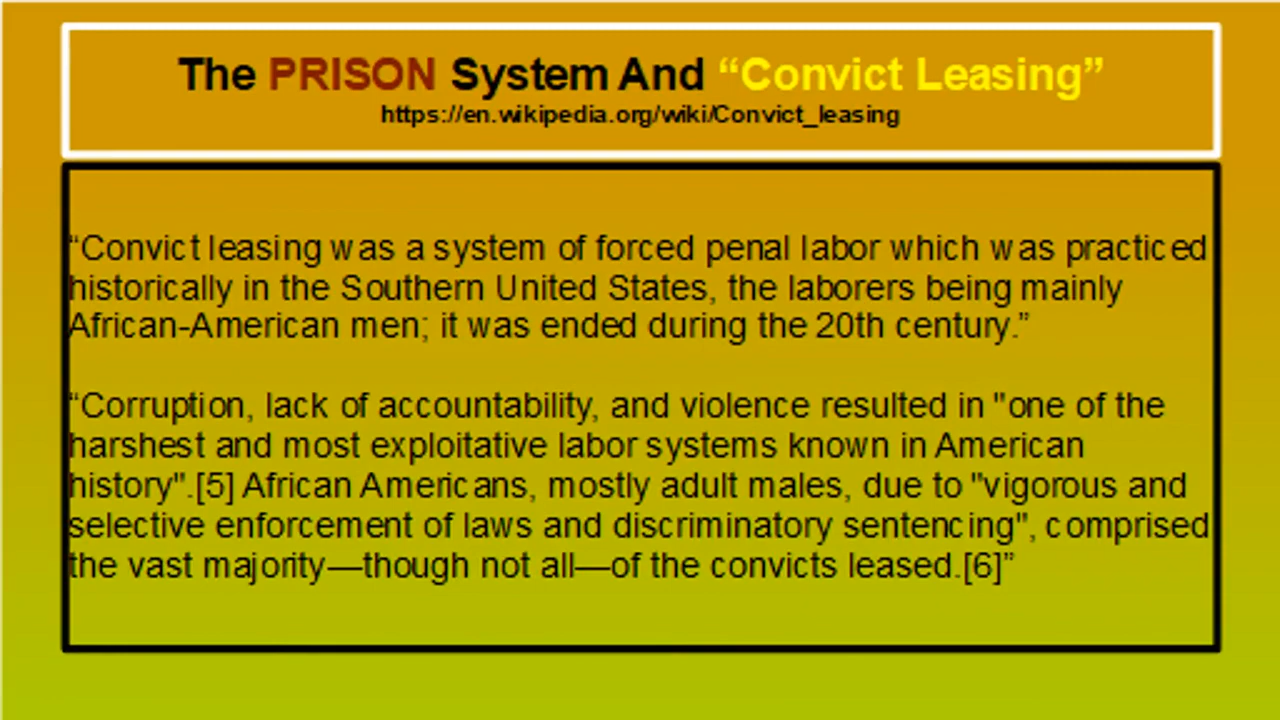 The PRISON System And “Convict Leasing”
https://en.wikipedia.org/wiki/Convict_leasing
“Convict leasing was a system of forced penal labor which was practiced
historically in the Southern United States, the laborers being mainly
African-American men; it was ended during the 20th century.”
“Corruption, lack of accountability, and violence resulted in "one of the
harshest and most exploitative labor systems known in American
history".[5] African Americans, mostly adult males, due to "vigorous and
selective enforcement of laws and discriminatory sentencing", comprised
the vast majority—though not all—of the convicts leased.[6]”